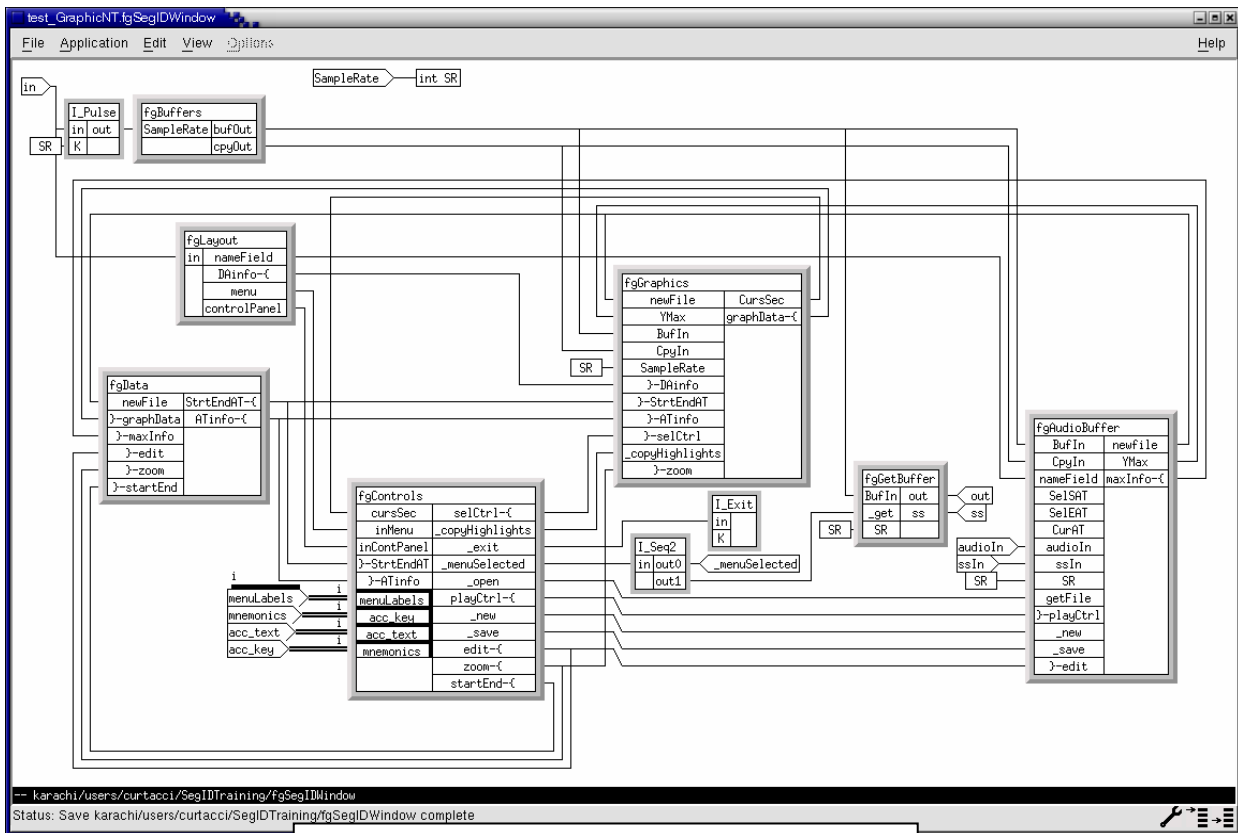 test_GraphicNT.fgSegIDWindow
File Application Edit View Options Help
in
SampleRate int SR
I_Pulse
in out
K
SR
fgBuffers
SampleRate bufOut
cpyOut
fgLayout
in nameField
DAinfo-{
menu
controlPanel
fgGraphics
newFile CursSec
YMax graphData-{
BufIn
CpyIn
SampleRate
}-DAinfo
}-StrtEndAT
}-ATinfo
}-selCtrl
_copyHighlights
}-zoom
SR
fgData
newFile StrtEndAT-{
}-graphData ATinfo-{
}-maxInfo
}-edit
}-zoom
}-startEnd
fgAudioBuffer
BufIn newfile
CpyIn YMax
nameField maxInfo-{
SelSAT
SelEAT
CurAT
audioIn
ssIn
SR
getFile
}-playCtrl
_new
_save
}-edit
audioIn
ssIn
SR
fgGetBuffer
BufIn out
_get ss
SR
out
ss
SR
fgControls
cursSec selCtrl-{
inMenu _copyHighlights
inContPanel _exit
}-StrtEndAT _menuSelected
}-ATinfo _open
menuLabels playCtrl-{
acc_key _new
acc_text _save
mnemonics edit-{
zoom-{
startEnd-{
I_Exit
in
K
I_Seq2
in out0
out1
_menuSelected
i
menuLabels i
mnemonics i
acc_text i
acc_key i
-- karachi/users/curtacci/SegIDTraining/fgSegIDWindow
Status: Save karachi/users/curtacci/SegIDTraining/fgSegIDWindow complete